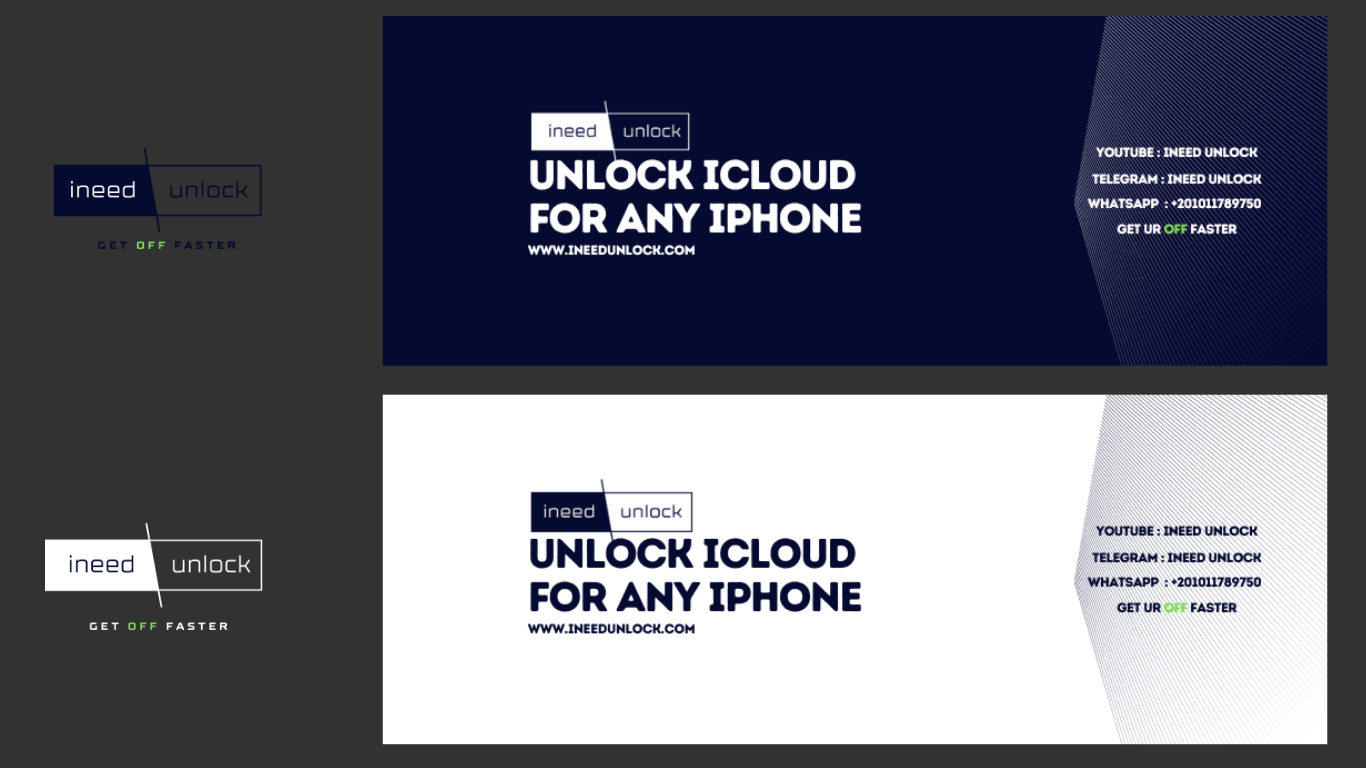 ineed unlock
GET OFF FASTER
ineed unlock
UNLOCK ICLOUD
FOR ANY IPHONE
WWW.INEEDUNLOCK.COM
YOUTUBE : INEED UNLOCK
TELEGRAM : INEED UNLOCK
WHATSAPP : +201011789750
GET UR OFF FASTER
ineed unlock
GET OFF FASTER
ineed unlock
UNLOCK ICLOUD
FOR ANY IPHONE
WWW.INEEDUNLOCK.COM
YOUTUBE : INEED UNLOCK
TELEGRAM : INEED UNLOCK
WHATSAPP : +201011789750
GET UR OFF FASTER